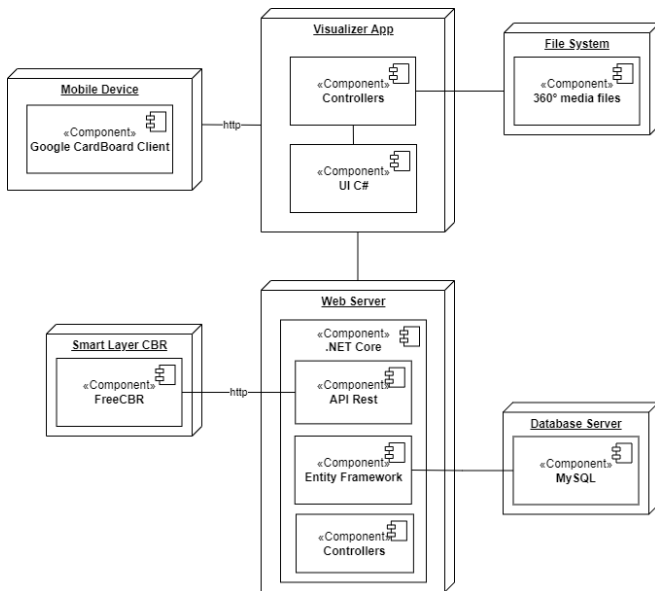 Visualizer App
«Component»
Controllers
«Component»
UI C#
File System
«Component»
360° media files
Mobile Device
«Component»
Google CardBoard Client
http
Web Server
«Component»
.NET Core
«Component»
API Rest
«Component»
Entity Framework
«Component»
Controllers
Smart Layer CBR
«Component»
FreeCBR
http
Database Server
«Component»
MySQL